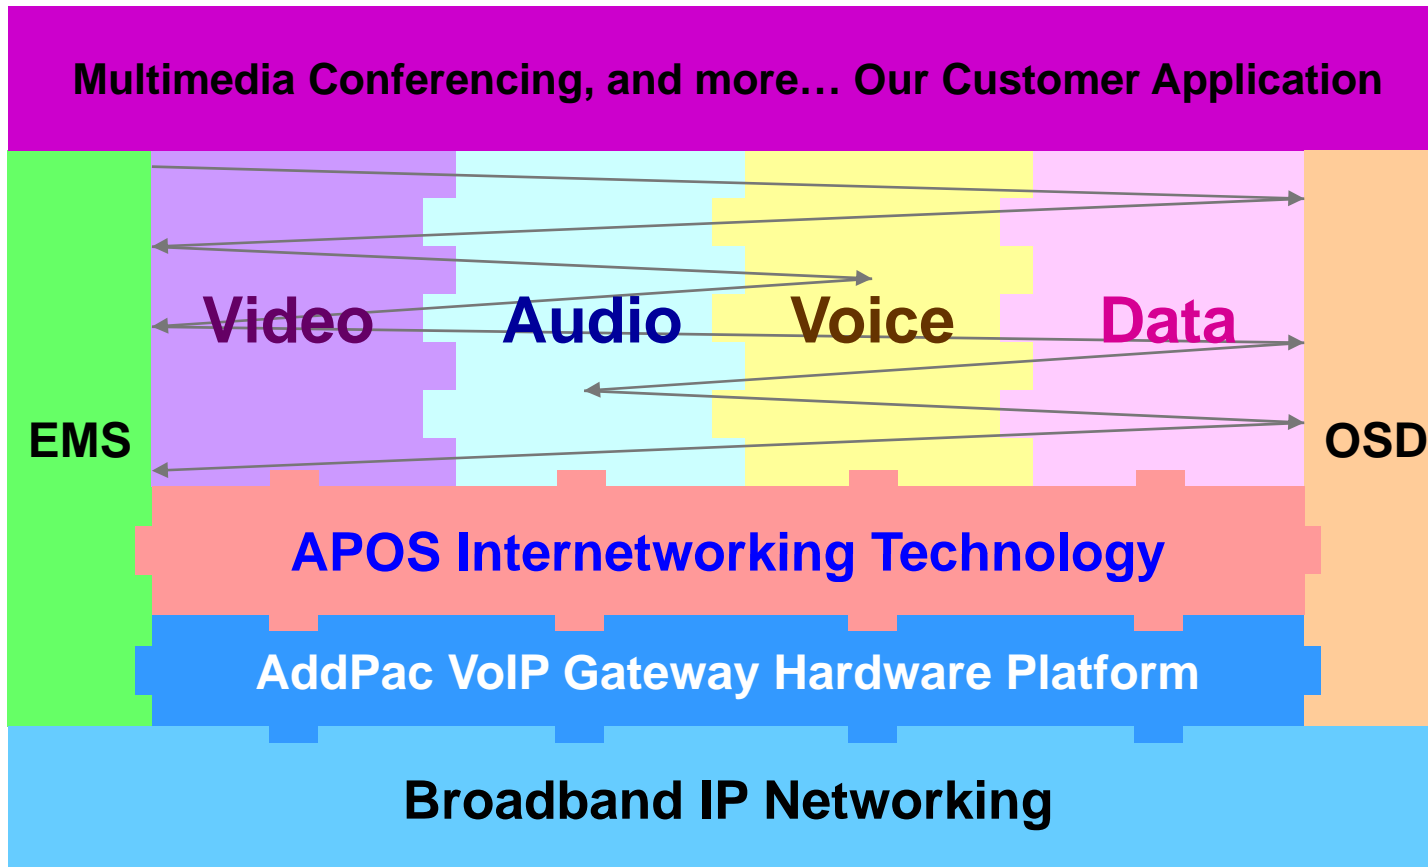 Multimedia Conferencing, and more… Our Customer Application
Video
Audio
Voice
Data
EMS
OSD
APOS Internetworking Technology
AddPac VoIP Gateway Hardware Platform
Broadband IP Networking